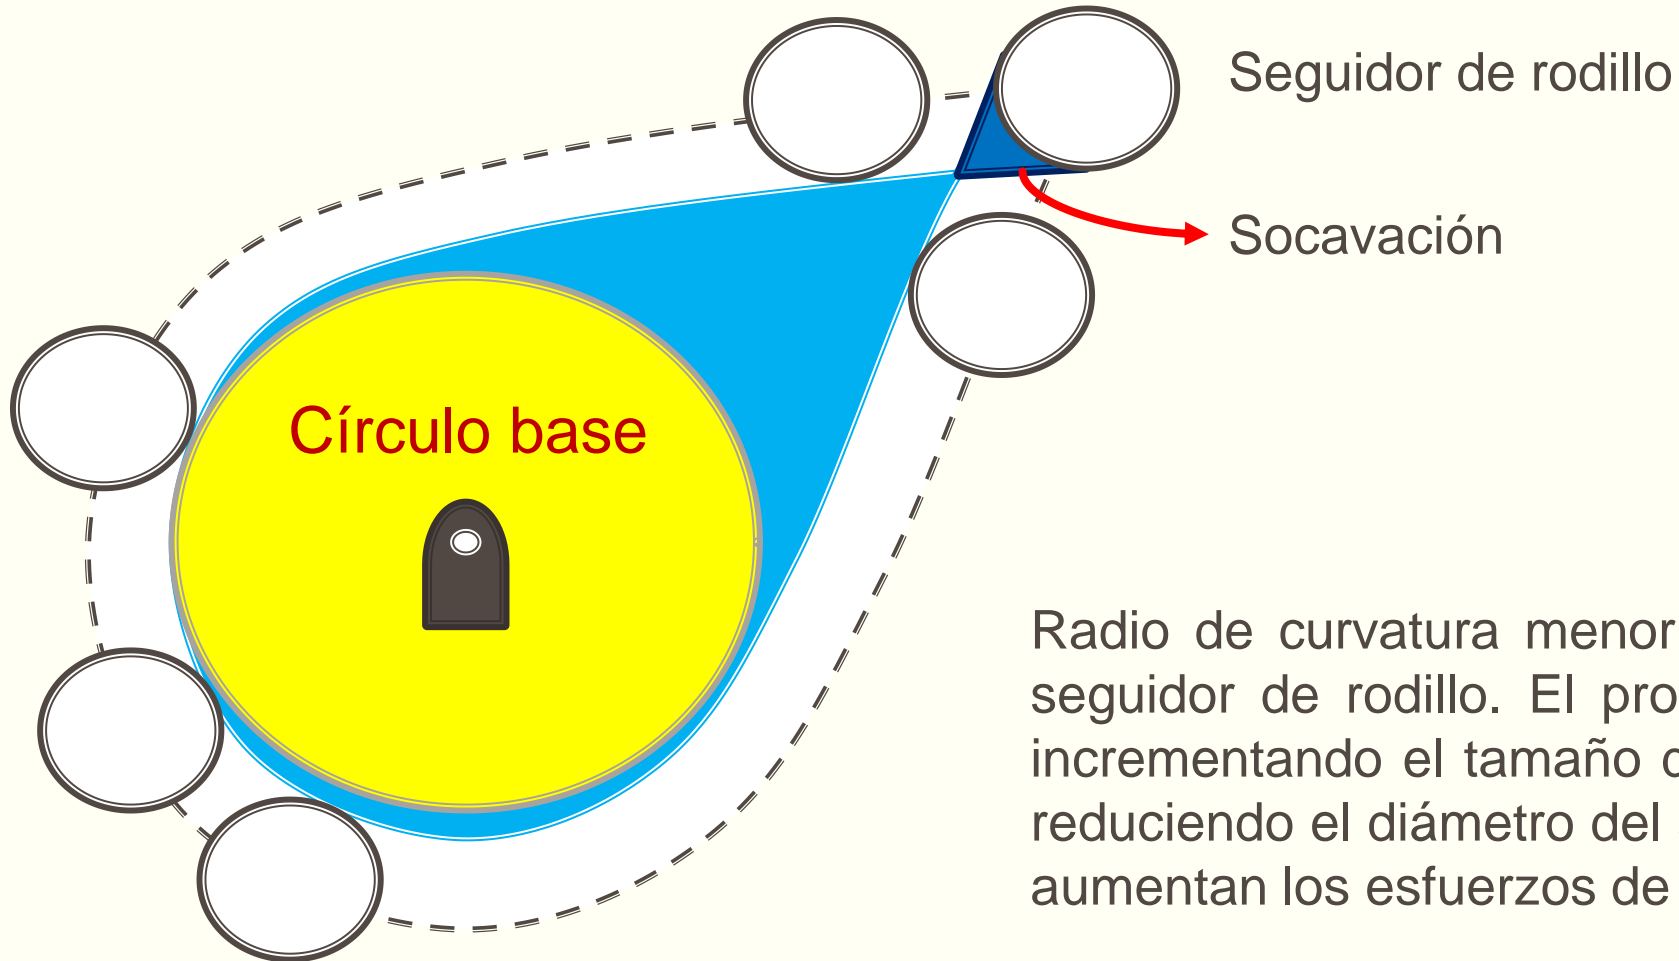 Seguidor de rodillo
Socavación
Círculo base
Radio de curvatura menor
seguidor de rodillo. El
incrementando el tamaño
reduciendo el diámetro del
aumentan los esfuerzos de